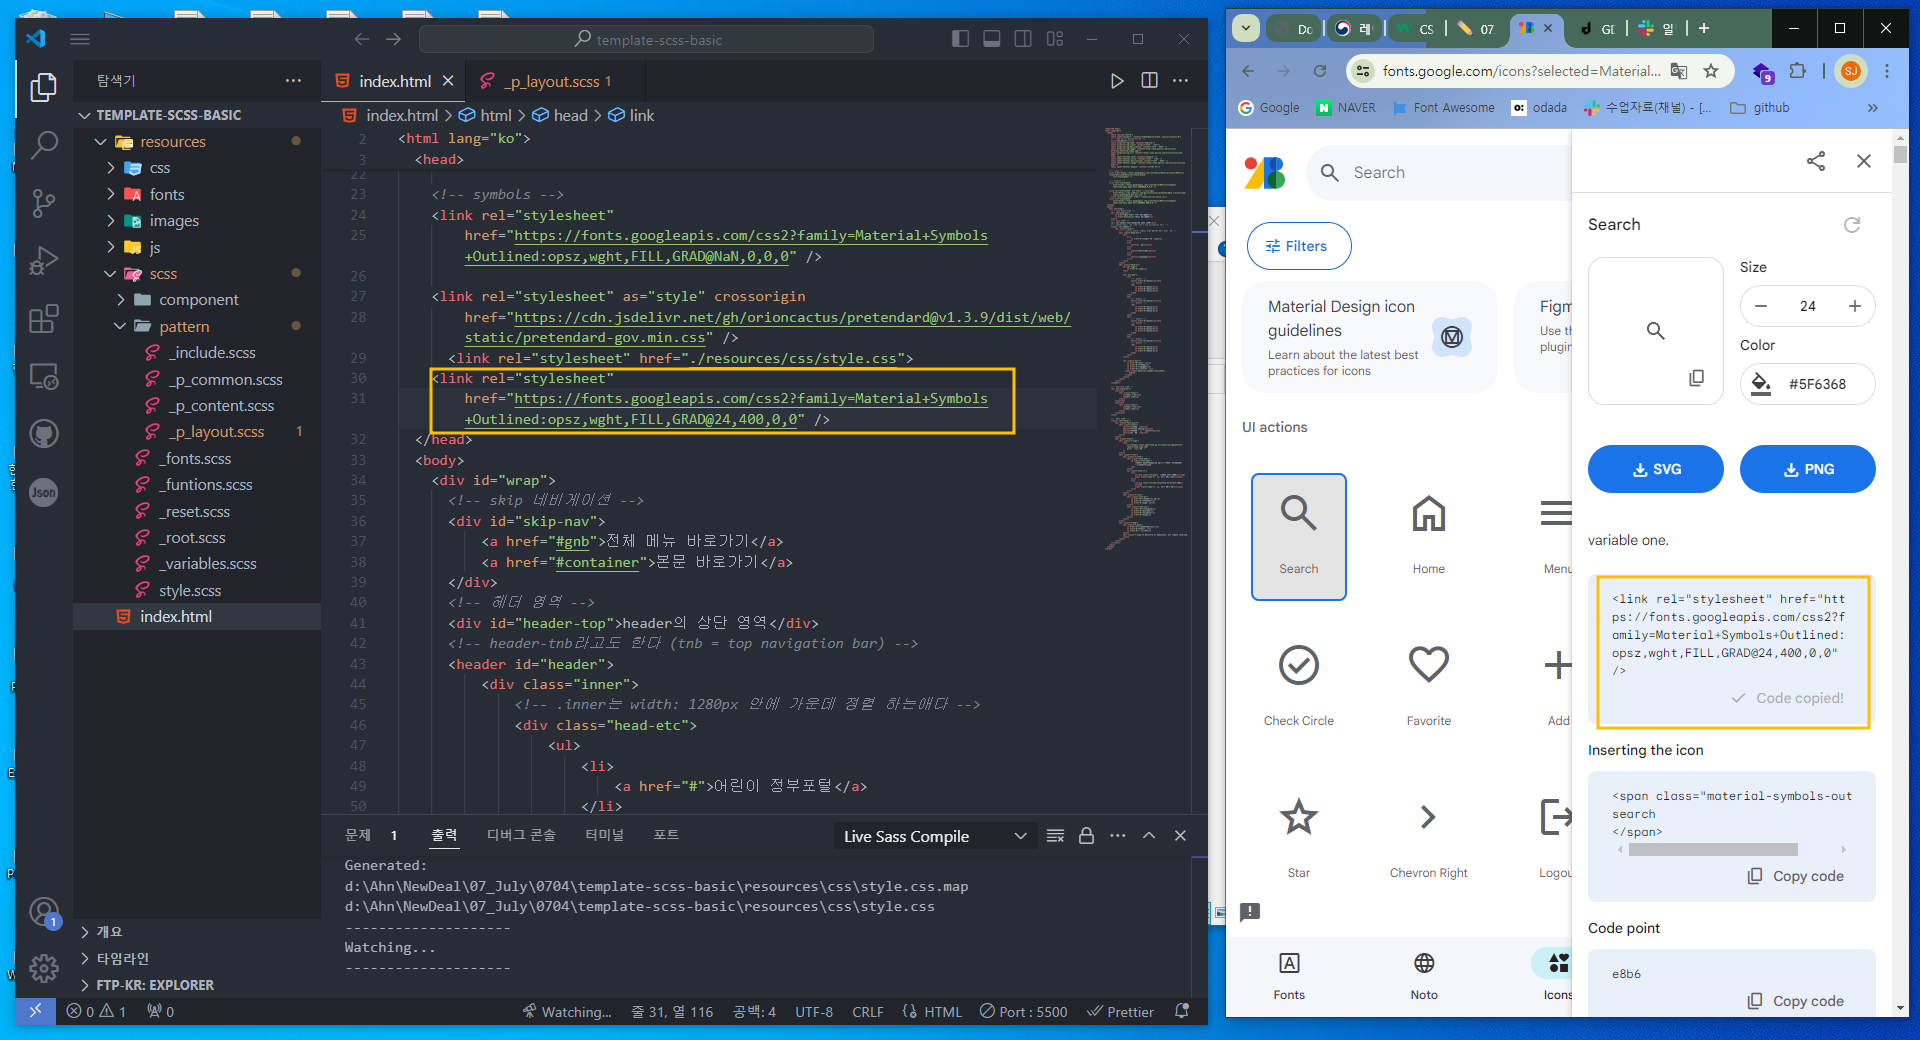 template-scss-basic
탐색기
TEMPLATE-SCSS-BASIC
resources
css
fonts
images
js
scss
component
pattern
_include.scss
_p_common.scss
_p_content.scss
_p_layout.scss 1
_fonts.scss
_funtions.scss
_reset.scss
_root.scss
_variables.scss
style.scss
index.html
개요
타임라인
FTP-KR: EXPLORER
Json
1
index.html
_p_layout.scss 1
index.html > html > head > link
2 <html lang="ko">
3 <head>
22
23 <!-- symbols -->
24 <link rel="stylesheet"
25 href="https://fonts.googleapis.com/css2?family=Material+Symbols
+Outlined:opsz,wght,FILL,GRAD@NaN,0,0,0" />
26
27 <link rel="stylesheet" as="style" crossorigin
28 href="https://cdn.jsdelivr.net/gh/orioncactus/pretendard@v1.3.9/dist/web/
static/pretendard-gov.min.css" />
29 <link rel="stylesheet" href="./resources/css/style.css">
30 <link rel="stylesheet"
31 href="https://fonts.googleapis.com/css2?family=Material+Symbols
+Outlined:opsz,wght,FILL,GRAD@24,400,0,0" />
32 </head>
33 <body>
34 <div id="wrap">
35 <!-- skip 네비게이션 -->
36 <div id="skip-nav">
37 <a href="#gnb">전체 메뉴 바로가기</a>
38 <a href="#container">본문 바로가기</a>
39 </div>
40 <!-- 헤더 영역 -->
41 <div id="header-top">header의 상단 영역</div>
42 <!-- header-tnb라고도 한다 (tnb = top navigation bar) -->
43 <header id="header">
44 <div class="inner">
45 <!-- .inner는 width: 1280px 안에 가운데 정렬 하는애다 -->
46 <div class="head-etc">
47 <ul>
48 <li>
49 <a href="#">어린이 정부포털</a>
50 </li>
문제 1 출력 디버그 콘솔 터미널 포트
Live Sass Compile
Generated:
d:\Ahn\NewDeal\07_July\0704\template-scss-basic\resources\css\style.css.map
d:\Ahn\NewDeal\07_July\0704\template-scss-basic\resources\css\style.css
--------------------
Watching...
--------------------
0 1 0 Watching... 줄 31, 열 116 공백: 4 UTF-8 CRLF HTML Port : 5500 Prettier
Do 레 CS 07 GD 일
fonts.google.com/icons?selected=Material...
9
SJ
Google NAVER Font Awesome odada 수업자료(채널) - [... github
Search
Filters
Material Design icon
guidelines
Learn about the latest best
practices for icons
Figm
Use th
plugin
UI actions
Search
Home
Menu
Check Circle
Favorite
Add
Star
Chevron Right
Logou
Fonts
Noto
Icons
Search
Size
24
Color
#5F6368
SVG
PNG
variable one.
<link rel="stylesheet" href="htt
ps://fonts.googleapis.com/css2?f
amily=Material+Symbols+Outlined:
opsz,wght,FILL,GRAD@24,400,0,0"
/>
Code copied!
Inserting the icon
<span class="material-symbols-out
search
</span>
Copy code
Code point
e8b6
Copy code